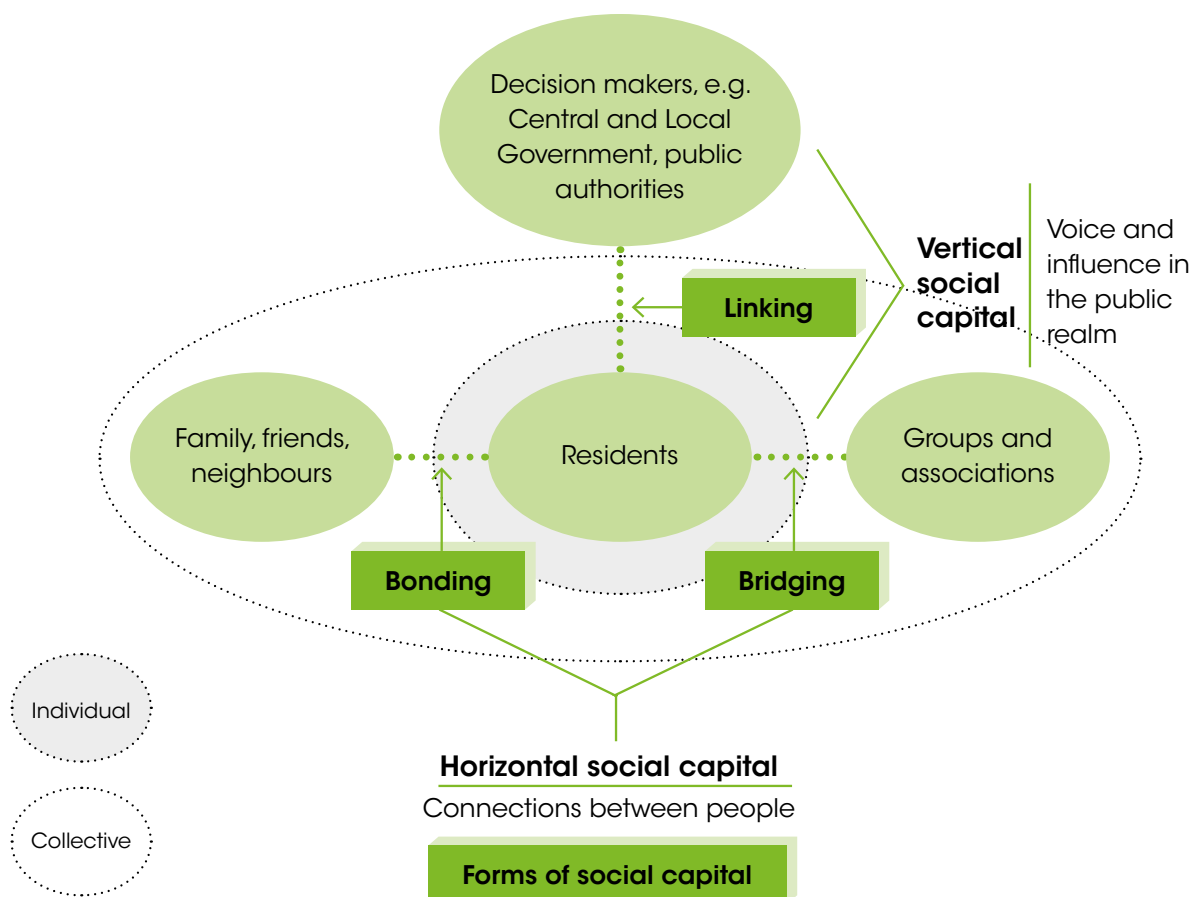 Decision makers, e.g.
Central and Local
Government, public
authorities
Linking
Vertical
social
capital
Voice and
influence in
the public
realm
Family, friends,
neighbours
Residents
Groups and
associations
Bonding
Bridging
Individual
Collective
Horizontal social capital
Connections between people
Forms of social capital